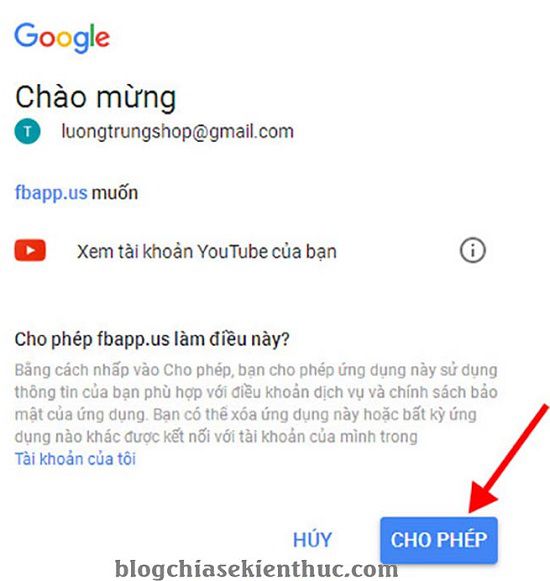 Google
Chào mừng
T luongtrungshop@gmail.com
fbapp.us muốn
Xem tài khoản YouTube của bạn
Cho phép fbapp.us làm điều này?
Bằng cách nhấp vào Cho phép, bạn cho phép ứng dụng này sử dụng
thông tin của bạn phù hợp với điều khoản dịch vụ và chính sách bảo
mật của ứng dụng. Bạn có thể xóa ứng dụng này hoặc bất kỳ ứng
dụng nào khác được kết nối với tài khoản của mình trong
Tài khoản của tôi
HỦY CHO PHÉP
blogchiasekienthuc.com